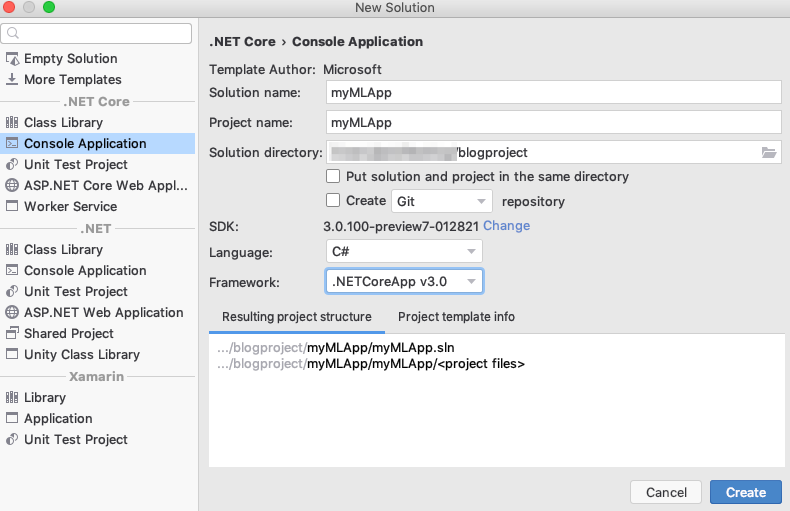 New Solution
Empty Solution
More Templates
.NET Core
Class Library
Console Application
Unit Test Project
ASP.NET Core Web Appl...
Worker Service
.NET
Class Library
Console Application
Unit Test Project
ASP.NET Web Application
Shared Project
Unity Class Library
Xamarin
Library
Application
Unit Test Project
.NET Core › Console Application
Template Author: Microsoft
Solution name: myMLApp
Project name: myMLApp
Solution directory: /blogproject
Put solution and project in the same directory
Create Git repository
SDK: 3.0.100-preview7-012821 Change
Language: C#
Framework: .NETCoreApp v3.0
Resulting project structure Project template info
.../blogproject/myMLApp/myMLApp.sln
.../blogproject/myMLApp/myMLApp/<project files>
Cancel Create